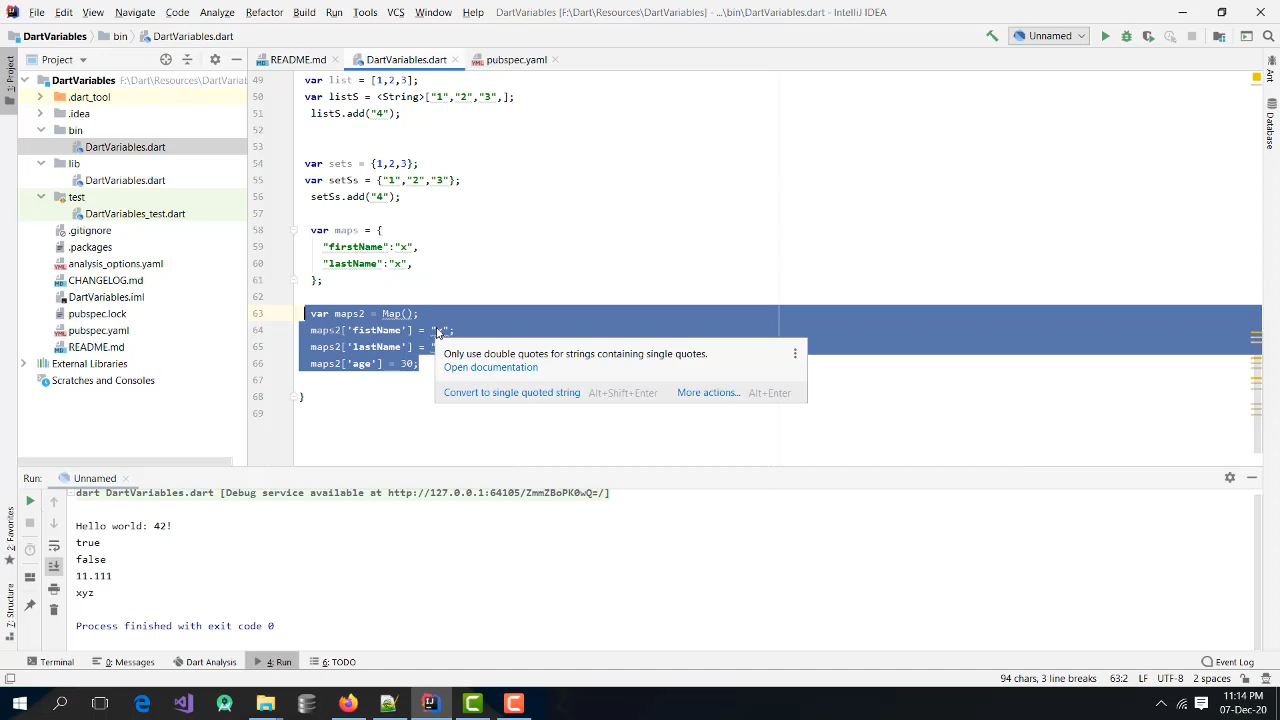 File Edit View Navigate Code Analyze Refactor Build Run Tools VCS Window Help DartVariables [F:\Dart\Resources\DartVariables] - ...\bin\DartVariables.dart - IntelliJ IDEA
DartVariables bin DartVariables.dart Unnamed
Project README.md DartVariables.dart pubspec.yaml
1: Project
Ant
Database
DartVariables F:\Dart\Resources\DartVaria
.dart_tool
.idea
bin
DartVariables.dart
lib
DartVariables.dart
test
DartVariables_test.dart
.gitignore
.packages
analysis_options.yaml
CHANGELOG.md
DartVariables.iml
pubspec.lock
pubspec.yaml
README.md
External Libraries
Scratches and Consoles
49 var list = [1,2,3];
50 var listS = <String>["1","2","3",];
51 listS.add("4");
52
53
54 var sets = {1,2,3};
55 var setSs = {"1","2","3"};
56 setSs.add("4");
57
58 var maps = {
59 "firstName":"x",
60 "lastName":"x",
61 };
62
63 var maps2 = Map();
64 maps2['fistName'] = " ";
65 maps2['lastName'] = "
66 maps2['age'] = 30;
67
68 }
69
Only use double quotes for strings containing single quotes.
Open documentation
Convert to single quoted string Alt+Shift+Enter More actions... Alt+Enter
Run: Unnamed
dart DartVariables.dart [Debug service available at http://127.0.0.1:64105/ZmmZBoPK0wQ=/]
Hello world: 42!
true
false
11.111
xyz
Process finished with exit code 0
2: Favorites
7: Structure
Terminal 0: Messages Dart Analysis 4: Run 6: TODO Event Log
94 chars, 3 line breaks 63:2 LF UTF-8 2 spaces
11:14 PM
07-Dec-20